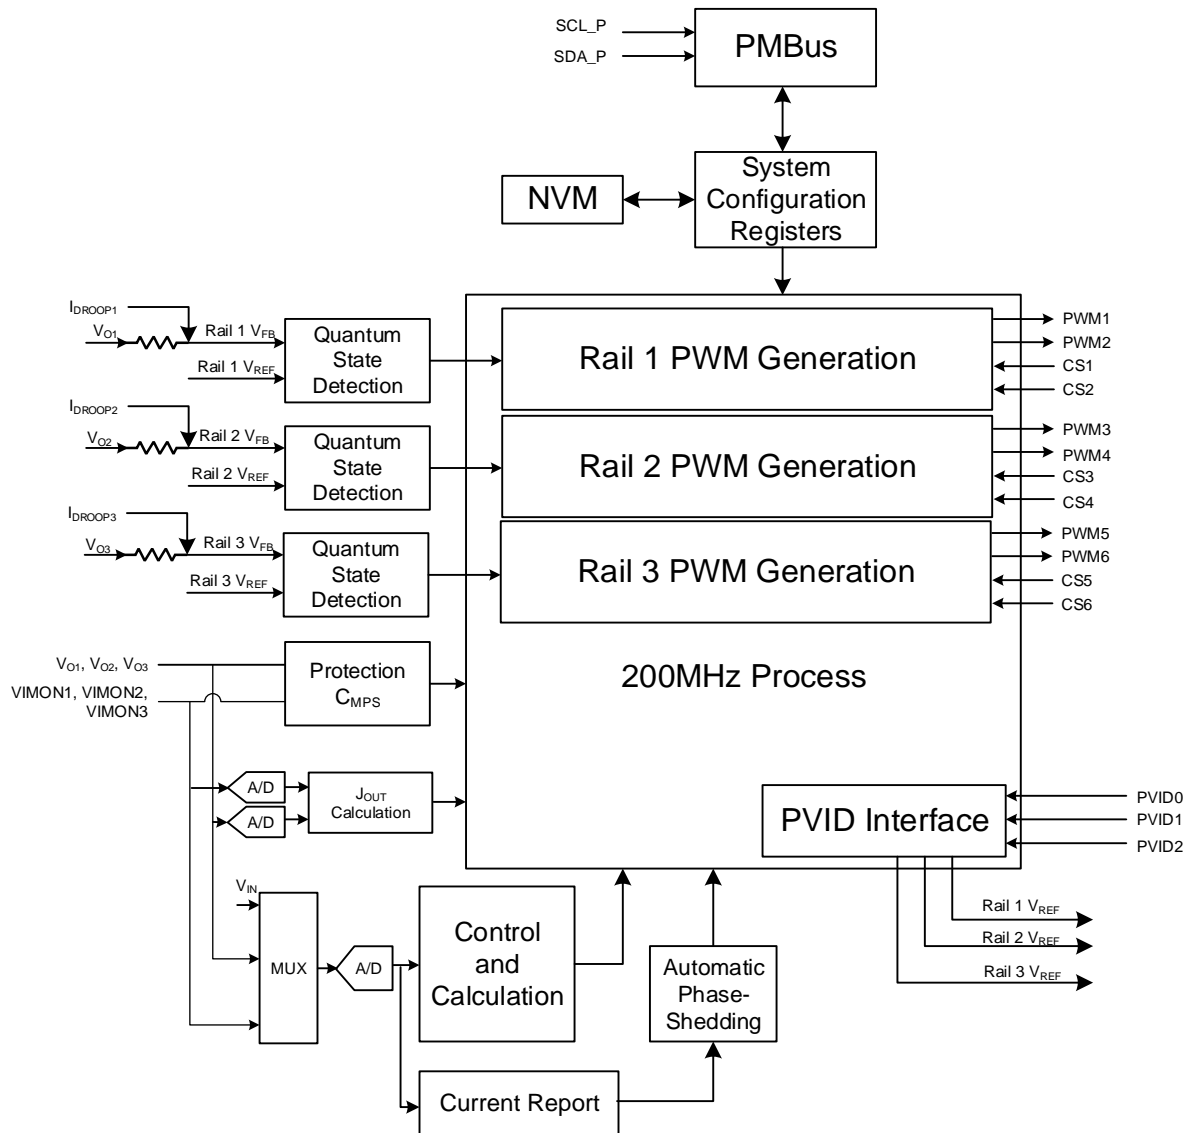 SCL_P
SDA_P
PMBus
NVM
System
Configuration
Registers
IDROOP1
VO1
Rail 1 VFB
Rail 1 VREF
Quantum
State
Detection
Rail 1 PWM Generation
PWM1
PWM2
CS1
CS2
IDROOP2
VO2
Rail 2 VFB
Rail 2 VREF
Quantum
State
Detection
Rail 2 PWM Generation
PWM3
PWM4
CS3
CS4
IDROOP3
VO3
Rail 3 VFB
Rail 3 VREF
Quantum
State
Detection
Rail 3 PWM Generation
PWM5
PWM6
CS5
CS6
VO1, VO2, VO3
VIMON1, VIMON2,
VIMON3
Protection
CMPS
200MHz Process
A/D
A/D
JOUT
Calculation
PVID Interface
PVID0
PVID1
PVID2
VIN
MUX
A/D
Control
and
Calculation
Automatic
Phase-
Shedding
Rail 1 VREF
Rail 2 VREF
Rail 3 VREF
Current Report